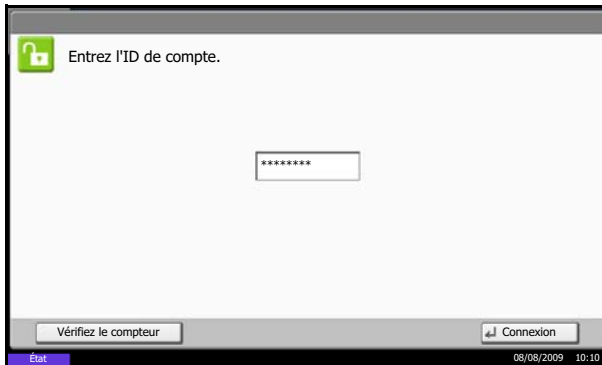 Entrez l'ID de compte.
********
Vérifiez le compteur
Connexion
État
08/08/2009 10:10